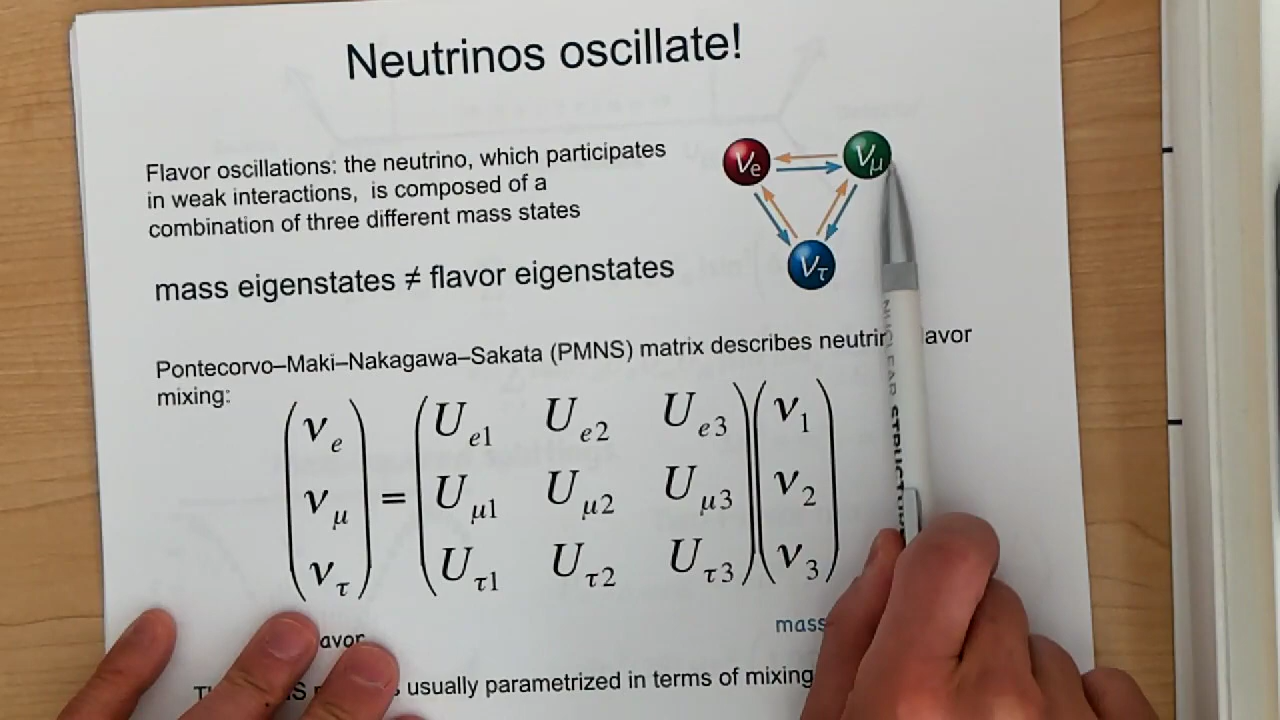 Neutrinos oscillate!
Flavor oscillations: the neutrino, which participates
in weak interactions, is composed of a
combination of three different mass states
νe νμ
ντ
mass eigenstates ≠ flavor eigenstates
Pontecorvo–Maki–Nakagawa–Sakata (PMNS) matrix describes
mixing:
νe Ue1 Ue2 Ue3 ν1
νμ = Uμ1 Uμ2 Uμ3 ν2
ντ Uτ1 Uτ2 Uτ3 ν3
mass
usually parametrized in terms of mixing